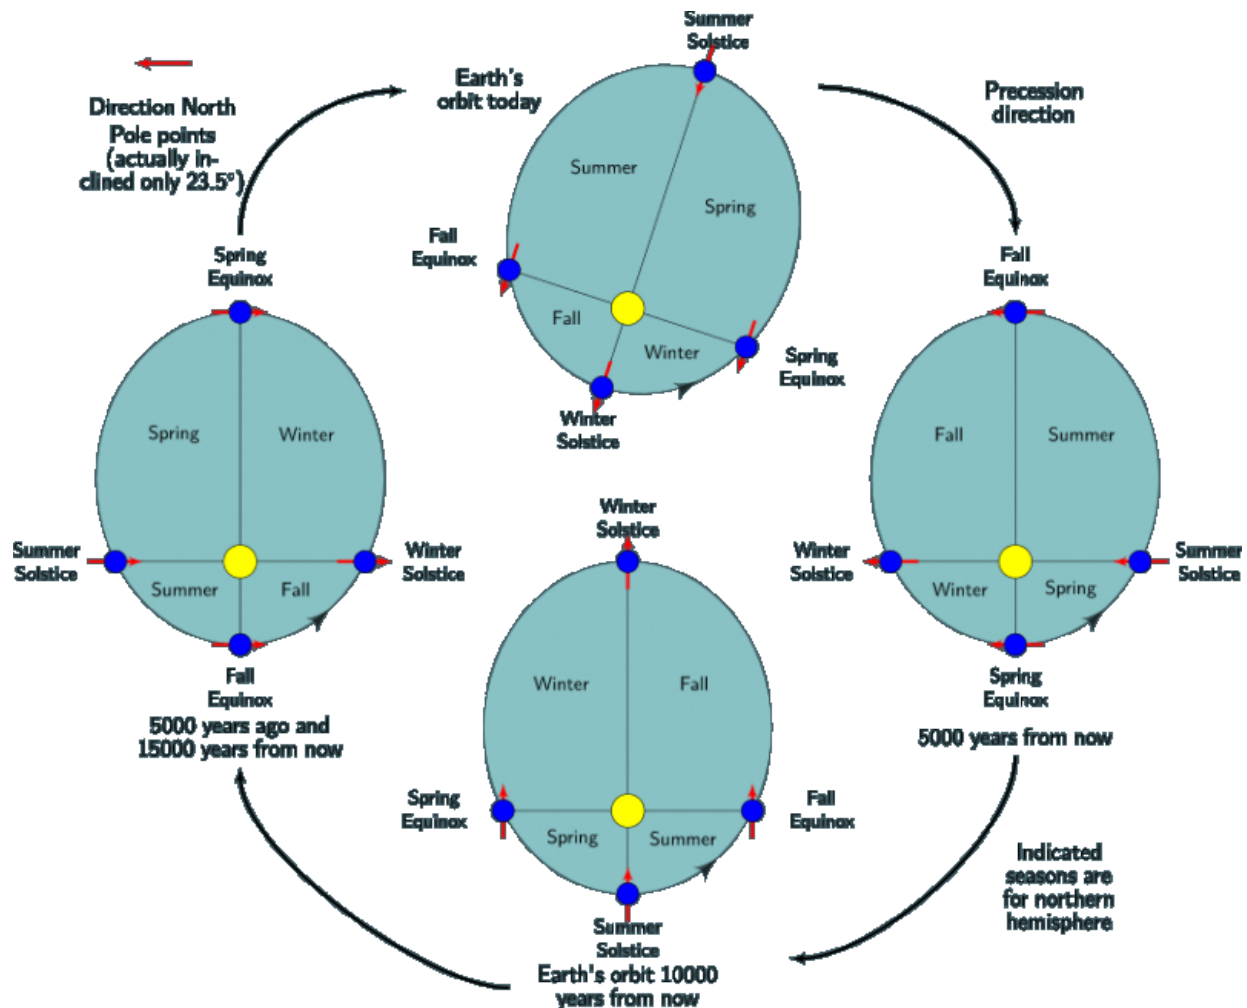 Summer
Solstice
Earth's
orbit today
Precession
direction
Direction North
Pole points
(actually in-
clined only 23.5°)
Summer
Spring
Fall
Equinox
Fall
Winter
Spring
Equinox
Winter
Solstice
Spring
Equinox
Spring
Winter
Summer
Solstice
Winter
Solstice
Summer
Fall
Fall
Equinox
5000 years ago and
15000 years from now
Fall
Equinox
Fall
Summer
Winter
Solstice
Summer
Solstice
Winter
Spring
Spring
Equinox
5000 years from now
Winter
Solstice
Winter
Fall
Spring
Equinox
Fall
Equinox
Spring
Summer
Summer
Solstice
Earth's orbit 10000
years from now
Indicated
seasons are
for northern
hemisphere